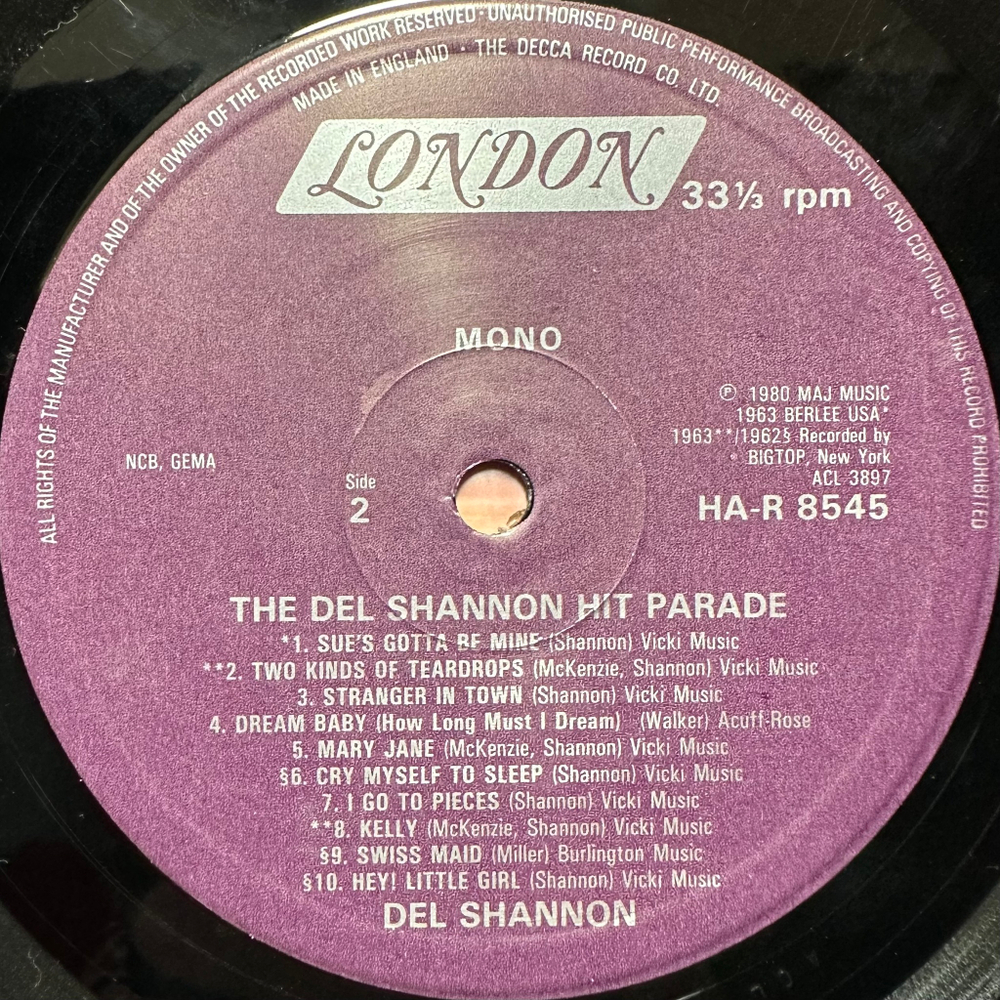 ALL RIGHTS OF THE MANUFACTURER AND OF THE OWNER OF THE RECORDED WORK RESERVED · UNAUTHORISED PUBLIC PERFORMANCE BROADCASTING AND COPYING OF THIS RECORD PROHIBITED
MADE IN ENGLAND · THE DECCA RECORD CO. LTD.
LONDON
33⅓ rpm
MONO
℗ 1980 MAJ MUSIC
1963 BERLEE USA*
1963**/1962§ Recorded by
BIGTOP, New York
ACL 3897
HA-R 8545
NCB, GEMA
Side
2
THE DEL SHANNON HIT PARADE
*1. SUE'S GOTTA BE MINE (Shannon) Vicki Music
**2. TWO KINDS OF TEARDROPS (McKenzie, Shannon) Vicki Music
3. STRANGER IN TOWN (Shannon) Vicki Music
4. DREAM BABY (How Long Must I Dream) (Walker) Acuff-Rose
5. MARY JANE (McKenzie, Shannon) Vicki Music
§6. CRY MYSELF TO SLEEP (Shannon) Vicki Music
7. I GO TO PIECES (Shannon) Vicki Music
**8. KELLY (McKenzie, Shannon) Vicki Music
§9. SWISS MAID (Miller) Burlington Music
§10. HEY! LITTLE GIRL (Shannon) Vicki Music
DEL SHANNON